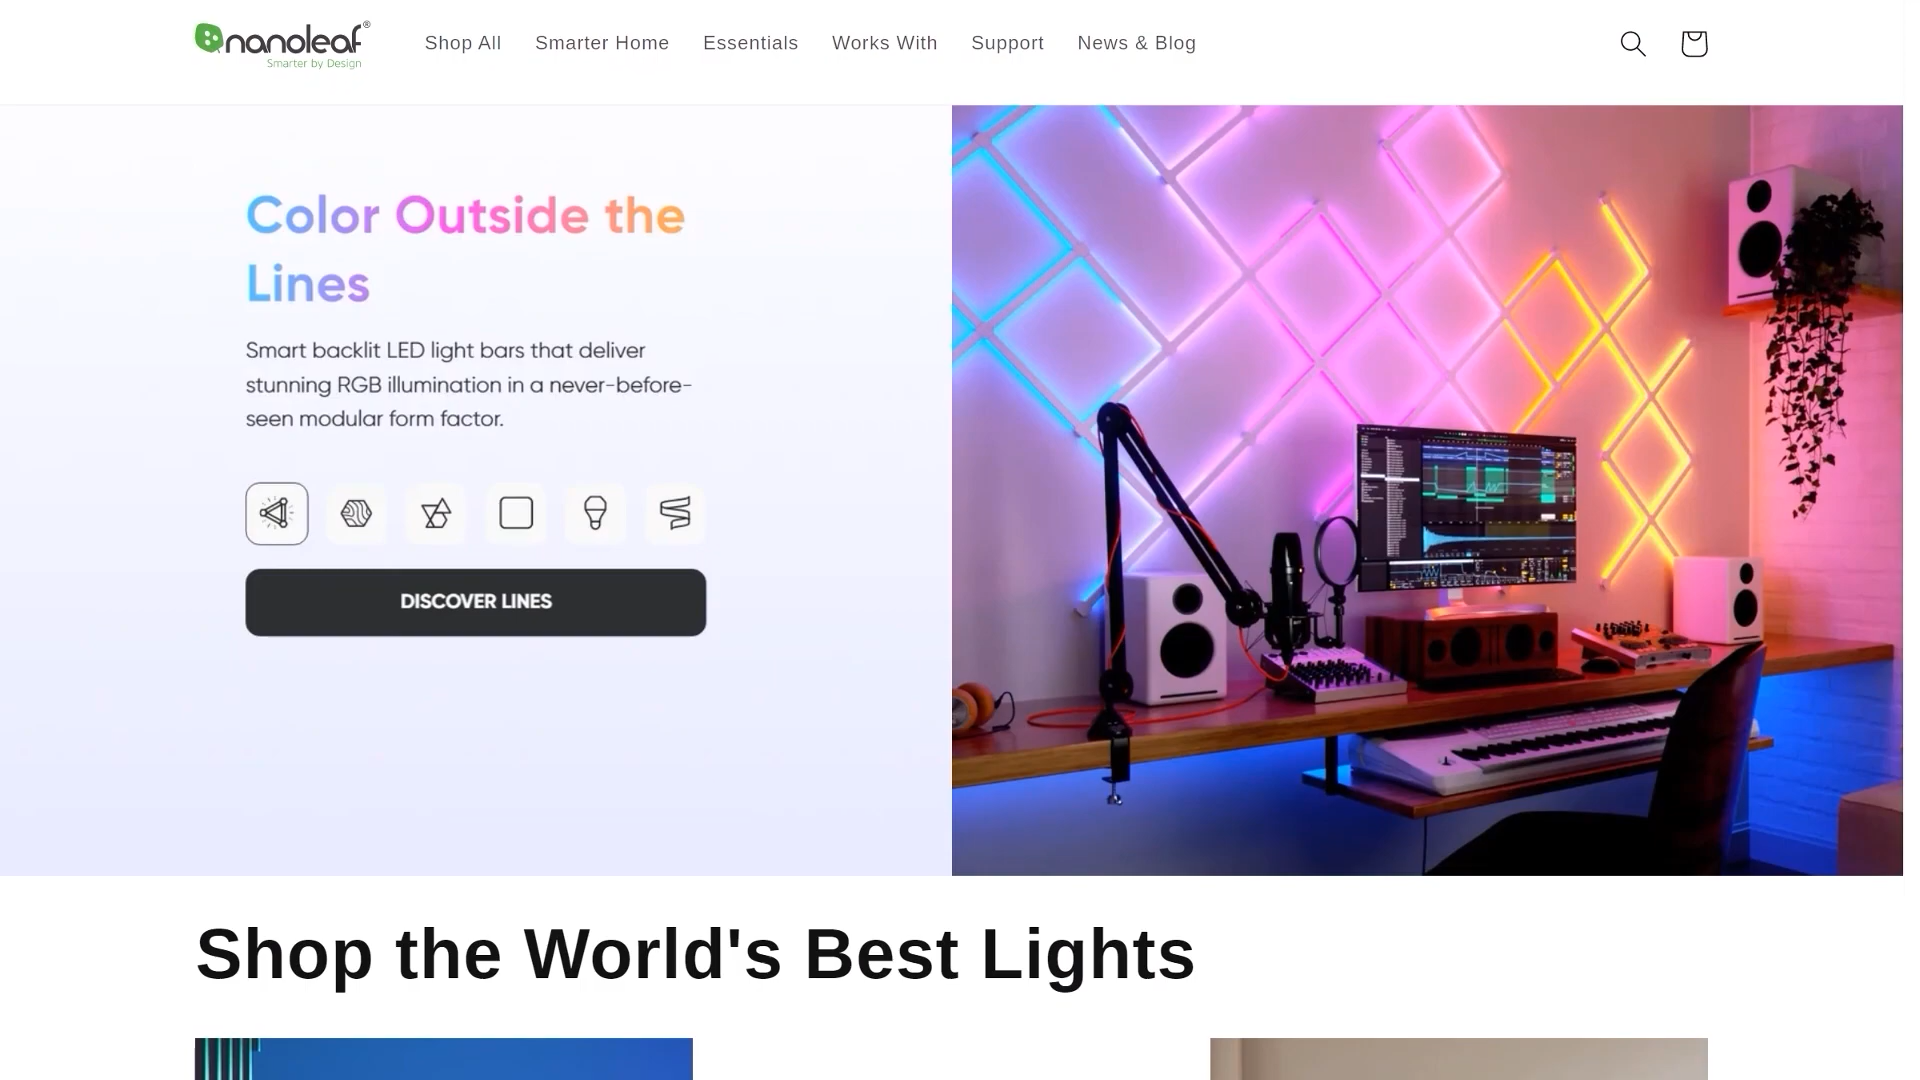 nanoleaf®
Smarter by Design
Shop All
Smarter Home
Essentials
Works With
Support
News & Blog
Color Outside the
Lines
Smart backlit LED light bars that deliver
stunning RGB illumination in a never-before-
seen modular form factor.
DISCOVER LINES
Shop the World's Best Lights